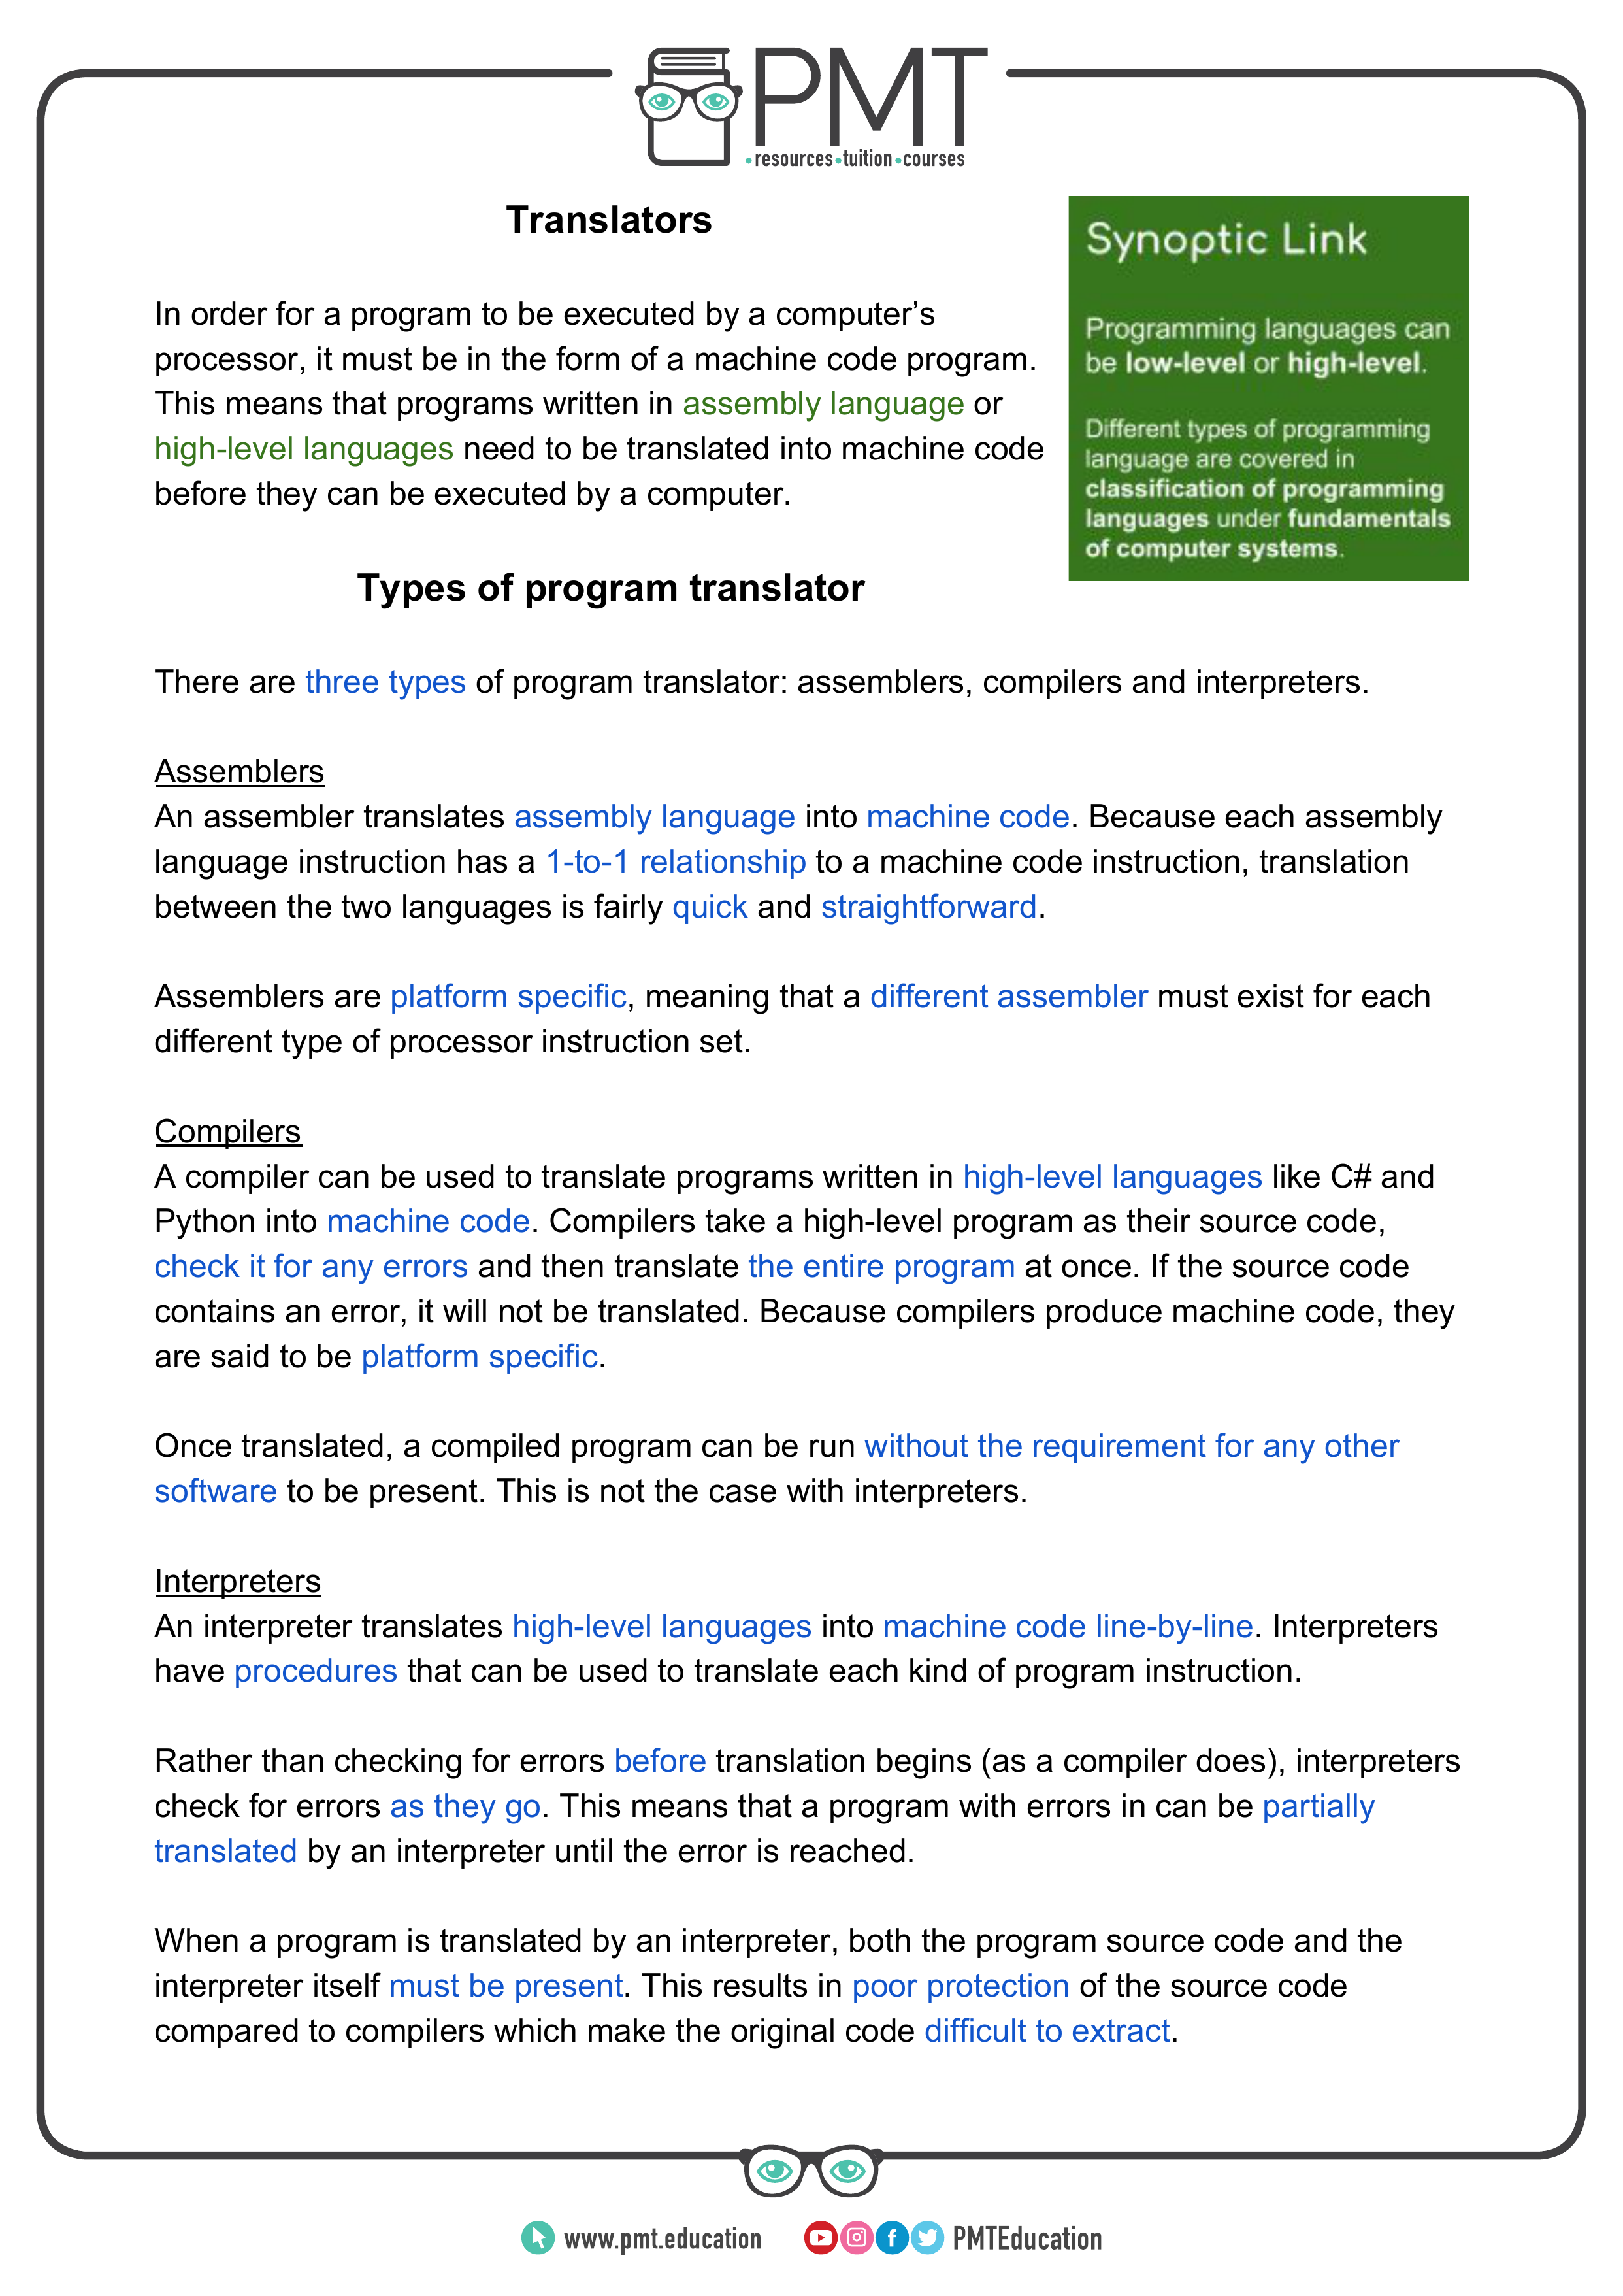 PMT
•resources•tuition•courses
Translators
In order for a program to be executed by a computer’s
processor, it must be in the form of a machine code program.
This means that programs written in assembly language or
high-level languages need to be translated into machine code
before they can be executed by a computer.
Synoptic Link
Programming languages can
be low-level or high-level.
Different types of programming
language are covered in
classification of programming
languages under fundamentals
of computer systems.
Types of program translator
There are three types of program translator: assemblers, compilers and interpreters.
Assemblers
An assembler translates assembly language into machine code. Because each assembly
language instruction has a 1-to-1 relationship to a machine code instruction, translation
between the two languages is fairly quick and straightforward.
Assemblers are platform specific, meaning that a different assembler must exist for each
different type of processor instruction set.
Compilers
A compiler can be used to translate programs written in high-level languages like C# and
Python into machine code. Compilers take a high-level program as their source code,
check it for any errors and then translate the entire program at once. If the source code
contains an error, it will not be translated. Because compilers produce machine code, they
are said to be platform specific.
Once translated, a compiled program can be run without the requirement for any other
software to be present. This is not the case with interpreters.
Interpreters
An interpreter translates high-level languages into machine code line-by-line. Interpreters
have procedures that can be used to translate each kind of program instruction.
Rather than checking for errors before translation begins (as a compiler does), interpreters
check for errors as they go. This means that a program with errors in can be partially
translated by an interpreter until the error is reached.
When a program is translated by an interpreter, both the program source code and the
interpreter itself must be present. This results in poor protection of the source code
compared to compilers which make the original code difficult to extract.
www.pmt.education
PMTEducation